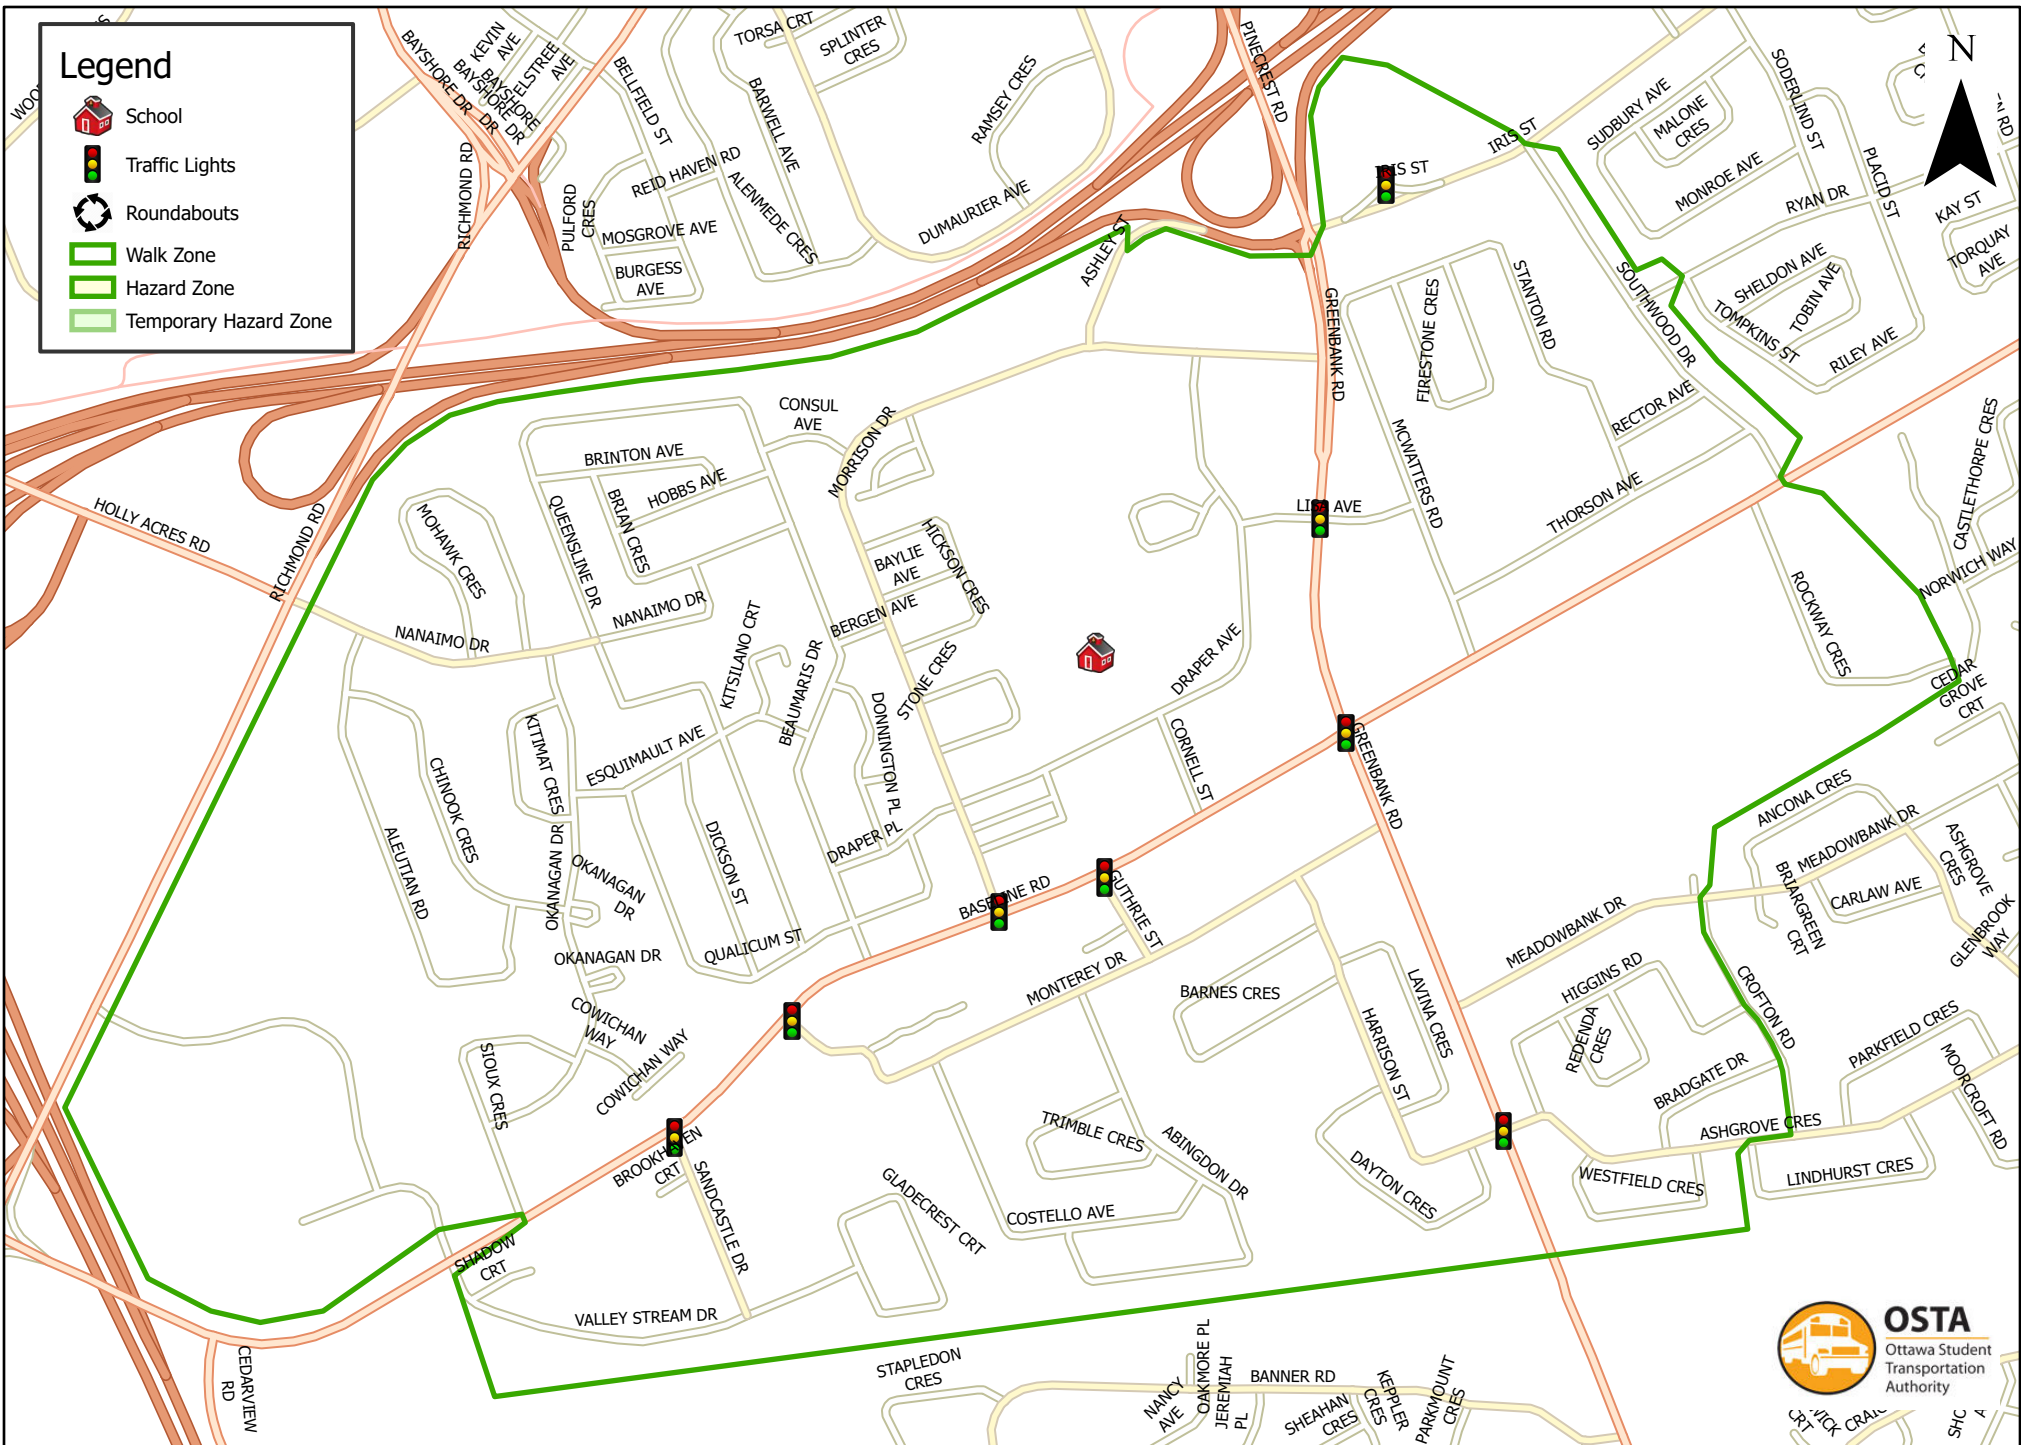 Legend
School
Traffic Lights
Roundabouts
Walk Zone
Hazard Zone
Temporary Hazard Zone
N
BAYSHORE DR
BAYSHORE DR
BAYSHORE
DR
KEVIN
AVE
ELSTREE
AVE
BELLFIELD ST
TORSA CRT
SPLINTER
CRES
BARWELL AVE
RAMSEY CRES
PINECREST RD
RICHMOND RD
PULFORD
CRES
REID HAVEN RD
ALENMEDE CRES
MOSGROVE AVE
BURGESS
AVE
DUMAURIER AVE
ASHLEY ST
IRIS ST
IRIS ST
SUDBURY AVE
MALONE
CRES
SODERLIND ST
MONROE AVE
RYAN DR
PLACID ST
KAY ST
TORQUAY
AVE
SHELDON AVE
TOBIN AVE
TOMPKINS ST
RILEY AVE
SOUTHWOOD DR
STANTON RD
FIRESTONE CRES
GREENBANK RD
RECTOR AVE
MCWATTERS RD
THORSON AVE
CASTLETHORPE CRES
NORWICH WAY
ROCKWAY CRES
CEDAR
GROVE
CRT
CONSUL
AVE
MORRISON DR
BRINTON AVE
HOBBS AVE
BRIAN CRES
QUEENSLINE DR
MOHAWK CRES
HOLLY ACRES RD
RICHMOND RD
NANAIMO DR
NANAIMO DR
HICKSON CRES
BAYLIE
AVE
BERGEN AVE
STONE CRES
KITSILANO CRT
BEAUMARIS DR
DONNINGTON PL
DRAPER AVE
CORNELL ST
GREENBANK RD
ESQUIMAULT AVE
KITIMAT CRES
CHINOOK CRES
ALEUTIAN RD
OKANAGAN DR
OKANAGAN
DR
DICKSON ST
DRAPER PL
QUALICUM ST
OKANAGAN DR
BASELINE RD
GUTHRIE ST
MONTEREY DR
BARNES CRES
LAVINA CRES
HARRISON ST
MEADOWBANK DR
MEADOWBANK DR
ANCONA CRES
BRIARGREEN
CRT
CARLAW AVE
ASHGROVE
CRES
GLENBROOK
WAY
HIGGINS RD
REDENDA
CRES
CROFTON RD
BRADGATE DR
PARKFIELD CRES
MOORCROFT RD
ASHGROVE CRES
WESTFIELD CRES
LINDHURST CRES
COWICHAN
WAY
COWICHAN WAY
SIOUX CRES
BROOKHAVEN
CRT
SANDCASTLE DR
GLADECREST CRT
TRIMBLE CRES
ABINGDON DR
COSTELLO AVE
DAYTON CRES
SHADOW
CRT
VALLEY STREAM DR
CEDARVIEW
RD
STAPLEDON
CRES
NANCY
AVE
OAKMORE PL
JEREMIAH
PL
BANNER RD
SHEAHAN
CRES
KEPPLER
CRES
PARKMOUNT
CRES
OSTA
Ottawa Student
Transportation
Authority